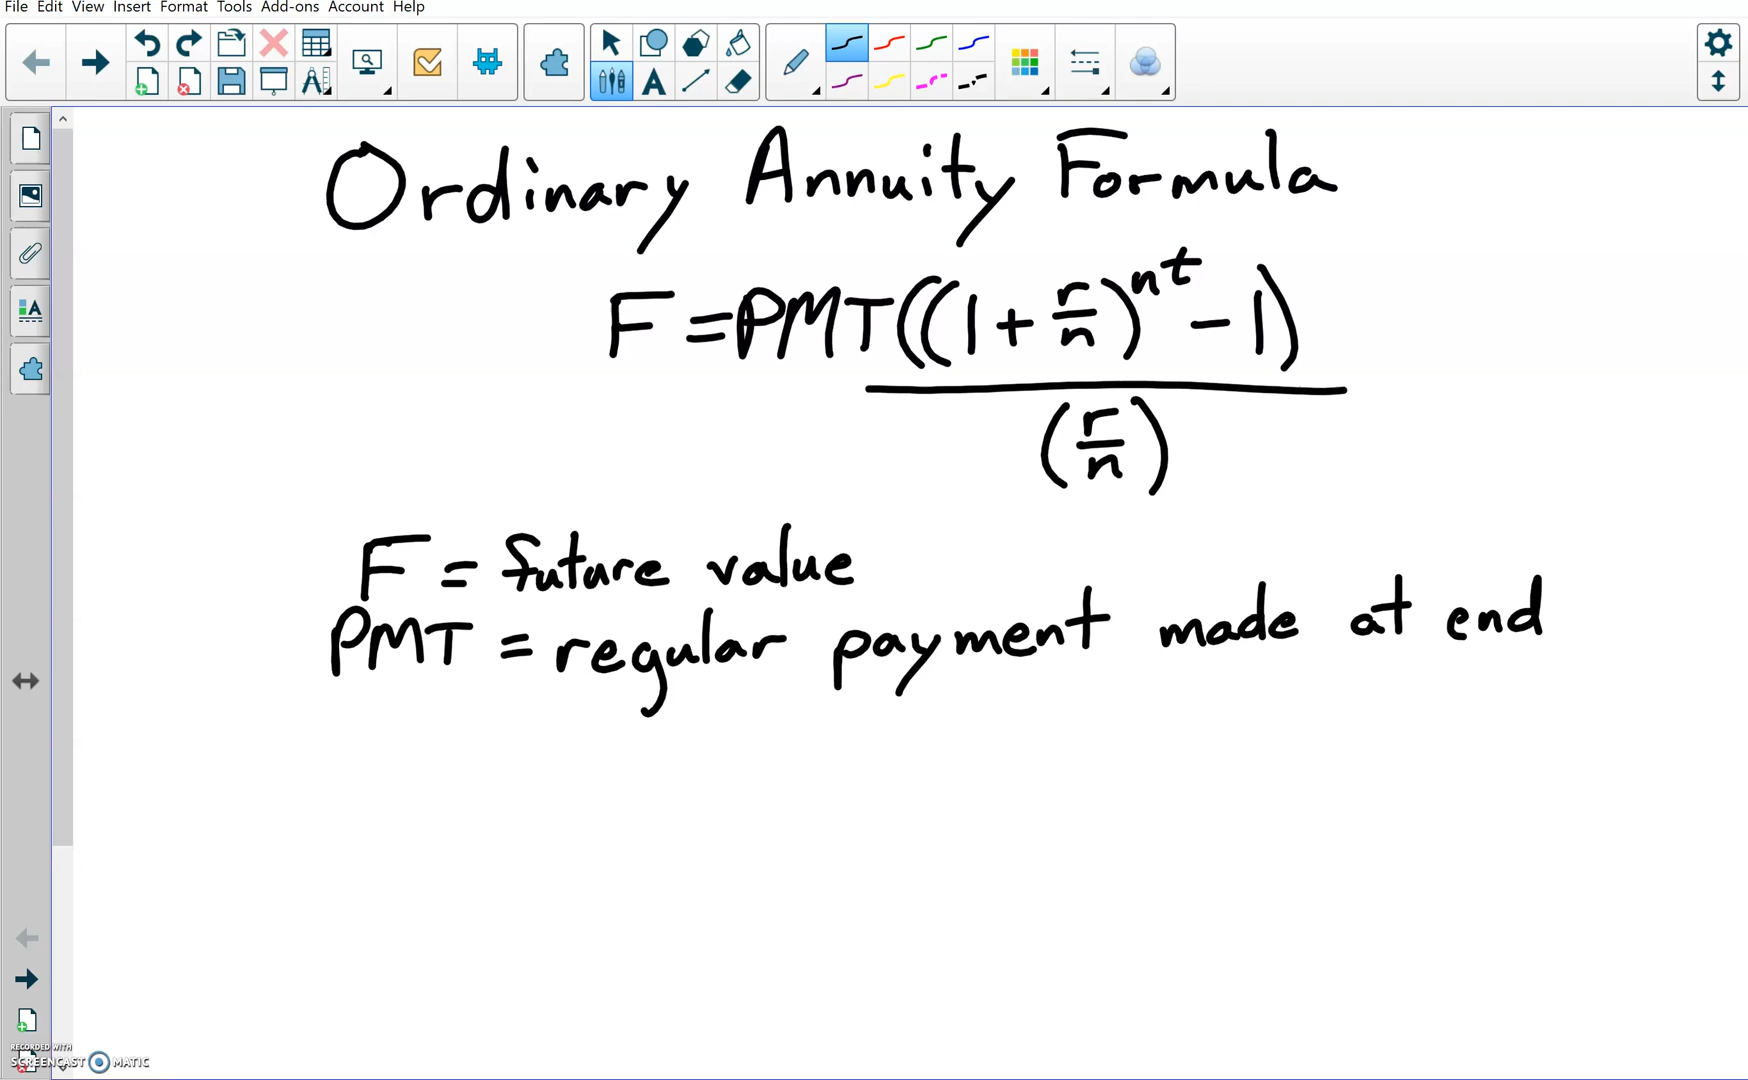 File Edit View Insert Format Tools Add-ons Account Help
A
A
Ordinary Annuity Formula
F = PMT((1 + r/n)^nt - 1)
(r/n)
F = future value
PMT = regular payment made at end
RECORDED WITH
SCREENCAST MATIC